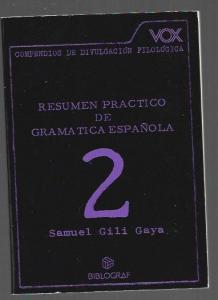 VOX
COMPENDIOS DE DIVULGACIÓN FILOLÓGICA
RESUMEN PRACTICO
DE
GRAMATICA ESPAÑOLA
2
Samuel Gili Gaya
BIBLOGRAF